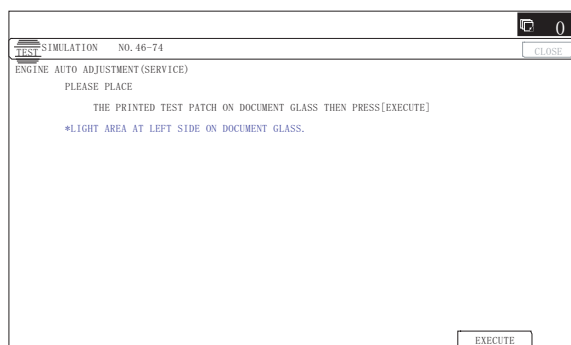 0
TEST SIMULATION NO.46-74
CLOSE
ENGINE AUTO ADJUSTMENT(SERVICE)
PLEASE PLACE
THE PRINTED TEST PATCH ON DOCUMENT GLASS THEN PRESS[EXECUTE]
*LIGHT AREA AT LEFT SIDE ON DOCUMENT GLASS.
EXECUTE